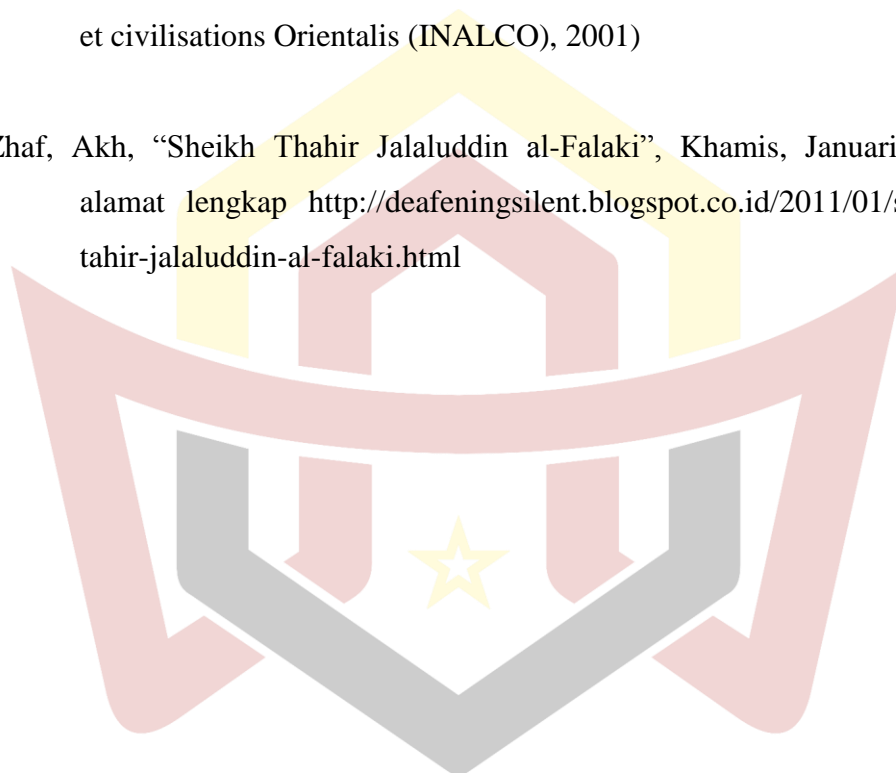 et civilisations Orientalis (INALCO), 2001)
Zhaf, Akh, “Sheikh Thahir Jalaluddin al-Falaki”, Khamis, Januari
alamat lengkap http://deafeningsilent.blogspot.co.id/2011/01/s
tahir-jalaluddin-al-falaki.html